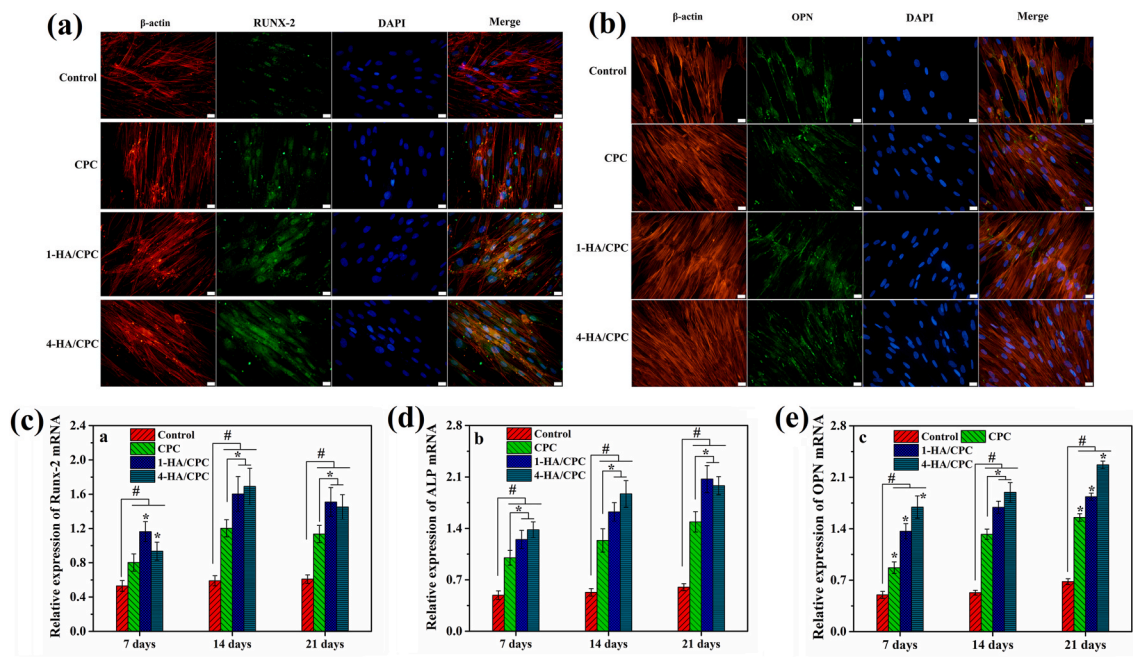 (a)
β-actin RUNX-2 DAPI Merge
Control
CPC
1-HA/CPC
4-HA/CPC
(b)
β-actin OPN DAPI Merge
Control
CPC
1-HA/CPC
4-HA/CPC
(c)
a
Relative expression of Runx-2 mRNA
2.4
2.0
1.6
1.2
0.8
0.4
0.0
Control
CPC
1-HA/CPC
4-HA/CPC
# * *
# *
# *
7 days 14 days 21 days
(d)
b
Relative expression of ALP mRNA
2.8
2.1
1.4
0.7
0.0
Control
CPC
1-HA/CPC
4-HA/CPC
# *
# *
# *
7 days 14 days 21 days
(e)
c
Relative expression of OPN mRNA
2.8
2.1
1.4
0.7
0.0
Control CPC
1-HA/CPC
4-HA/CPC
# * * *
# *
# * * *
7 days 14 days 21 days